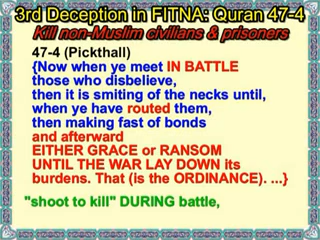 3rd Deception in FITNA: Quran 47-4
Kill non-Muslim civilians & prisoners
47-4 (Pickthall)
{Now when ye meet IN BATTLE
those who disbelieve,
then it is smiting of the necks until,
when ye have routed them,
then making fast of bonds
and afterward
EITHER GRACE or RANSOM
UNTIL THE WAR LAY DOWN its
burdens. That (is the ORDINANCE). ...}
"shoot to kill" DURING battle,